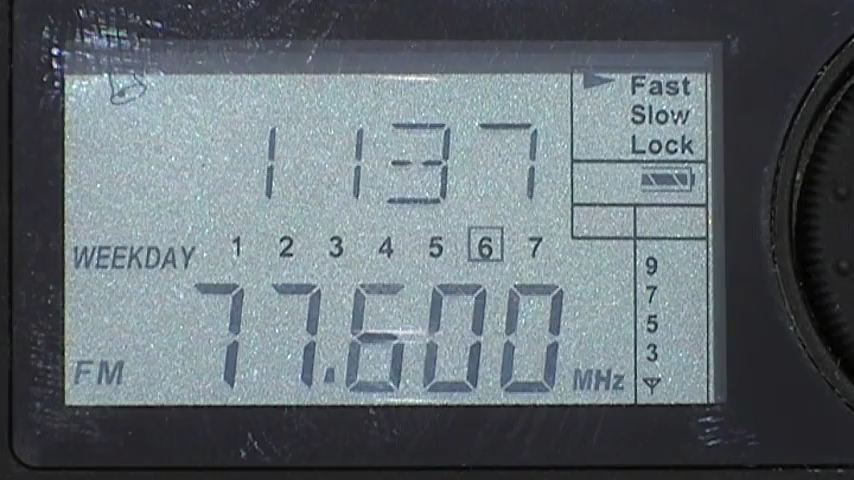 Fast
Slow
Lock
1137
WEEKDAY 1 2 3 4 5 6 7
FM 77.600 MHz
9
7
5
3